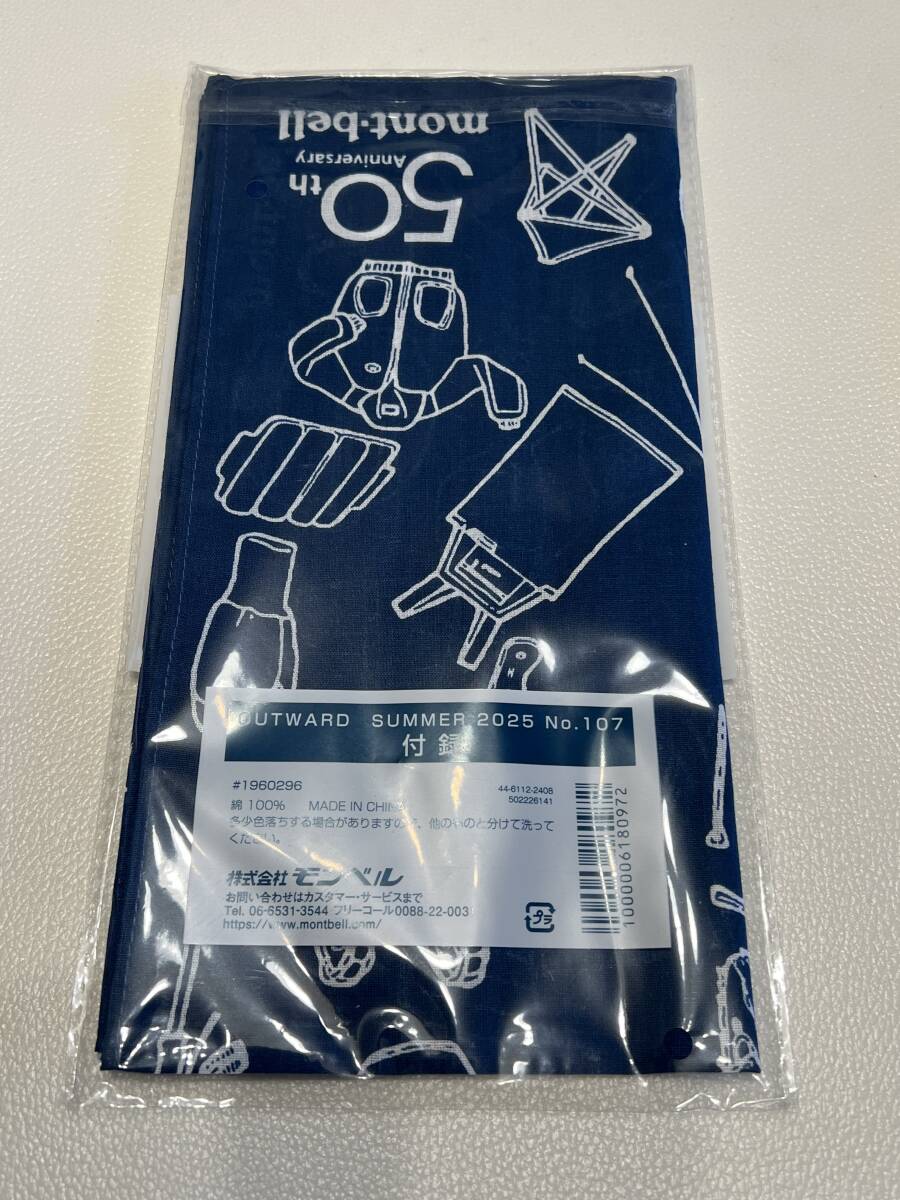 mont·bell
Anniversary
50th
OUTWARD SUMMER 2025 No.107
付録
#1960296
44-6112-2408
502226141
綿 100% MADE IN CHINA
多少色落ちする場合がありますので、他のものと分けて洗って
ください。
株式会社 モンベル
お問い合わせはカスタマー・サービスまで
Tel. 06-6531-3544 フリーコール0088-22-0031
https://www.montbell.com/
プラ
1000006180972